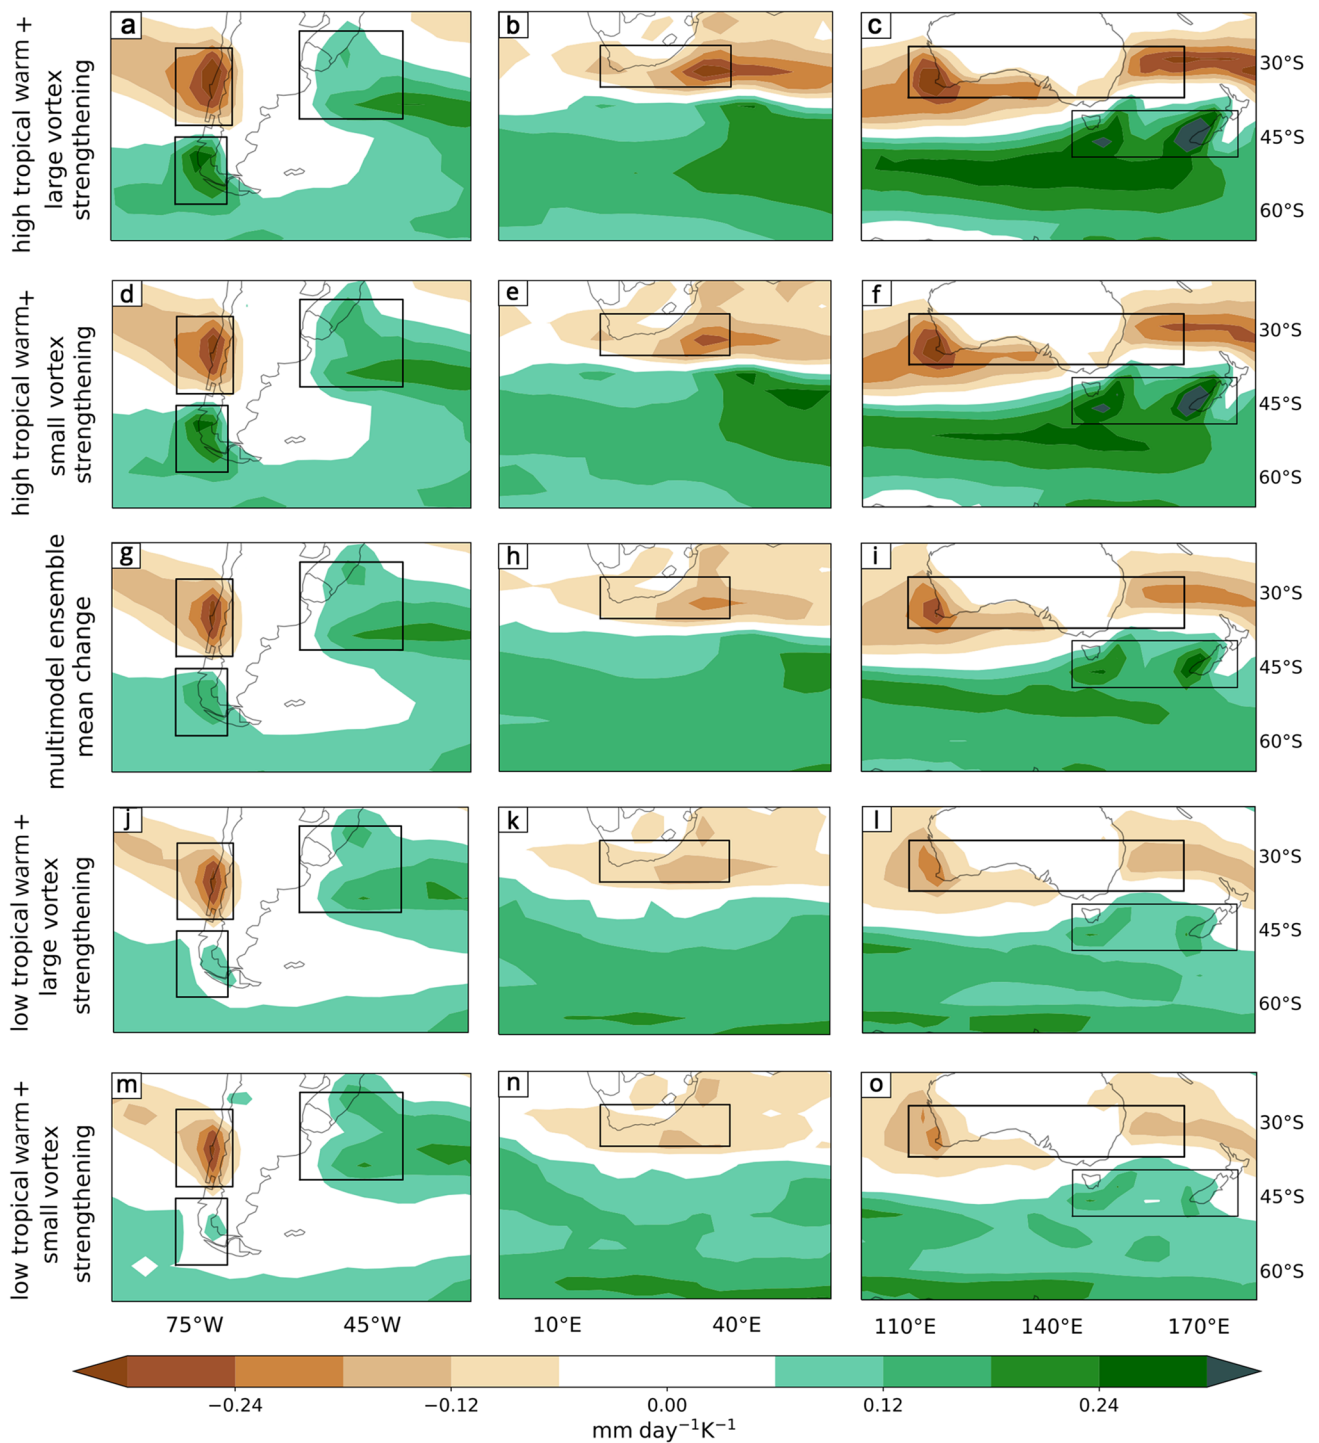 a
b
c
high tropical warm +
large vortex
strengthening
30°S
45°S
60°S
d
e
f
high tropical warm+
small vortex
strengthening
30°S
45°S
60°S
g
h
i
multimodel ensemble
mean change
30°S
45°S
60°S
j
k
l
low tropical warm +
large vortex
strengthening
30°S
45°S
60°S
m
n
o
low tropical warm +
small vortex
strengthening
30°S
45°S
60°S
75°W 45°W 10°E 40°E 110°E 140°E 170°E
−0.24 −0.12 0.00 0.12 0.24
mm day⁻¹K⁻¹